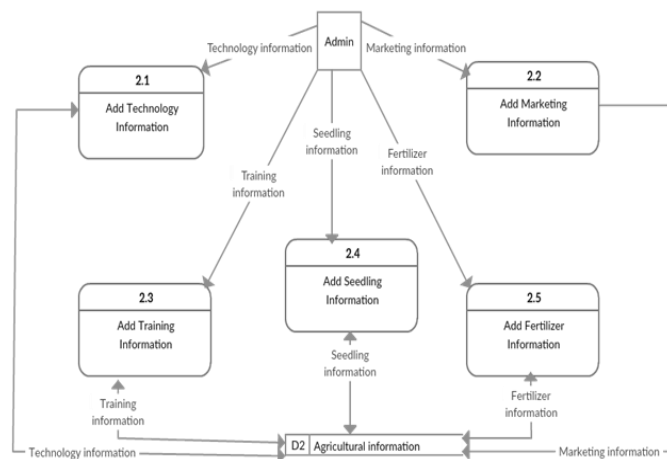 Admin
Technology information
Marketing information
2.1
Add Technology
Information
2.2
Add Marketing
Information
Seedling
information
Training
information
Fertilizer
information
2.4
Add Seedling
Information
2.3
Add Training
Information
2.5
Add Fertilizer
Information
Seedling
information
Training
information
Fertilizer
information
D2 Agricultural information
Technology information
Marketing information